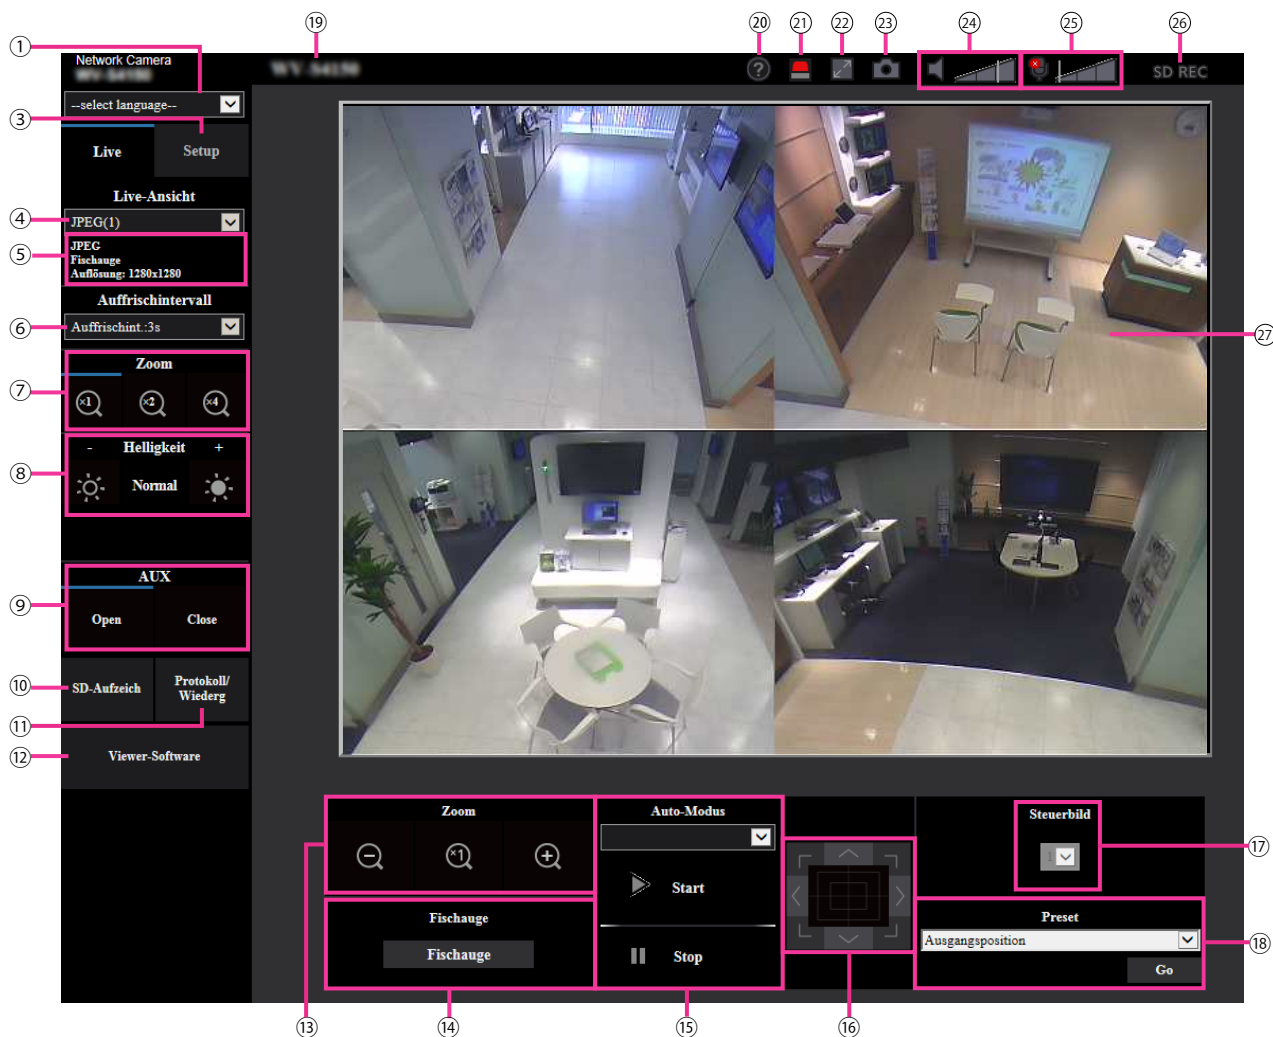 ① ⑲ ⑳ ㉑ ㉒ ㉓ ㉔ ㉕ ㉖
Network Camera
SD REC
--select language--
③
Live Setup
Live-Ansicht
④ JPEG(1)
⑤ JPEG
Fischauge
Auflösung: 1280x1280
Auffrischintervall
⑥ Auffrischint.:3s
㉗
Zoom
⑦ ×1 ×2 ×4
- Helligkeit +
⑧ Normal
AUX
⑨ Open Close
⑩ SD-Aufzeich
Protokoll/
Wiederg
⑪
⑫ Viewer-Software
Zoom
×1
Fischauge
Fischauge
Auto-Modus
Start
Stop
Steuerbild
1
⑰
Preset
Ausgangsposition
⑱
Go
⑬ ⑭ ⑮ ⑯